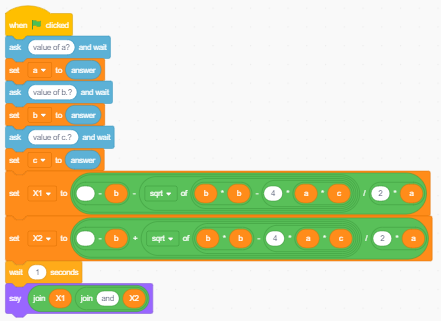 when clicked
ask value of a? and wait
set a to answer
ask value of b.? and wait
set b to answer
ask value of c.? and wait
set c to answer
set X1 to - b - sqrt of b * b - 4 * a * c / 2 * a
set X2 to - b + sqrt of b * b - 4 * a * c / 2 * a
wait 1 seconds
say join X1 join and X2